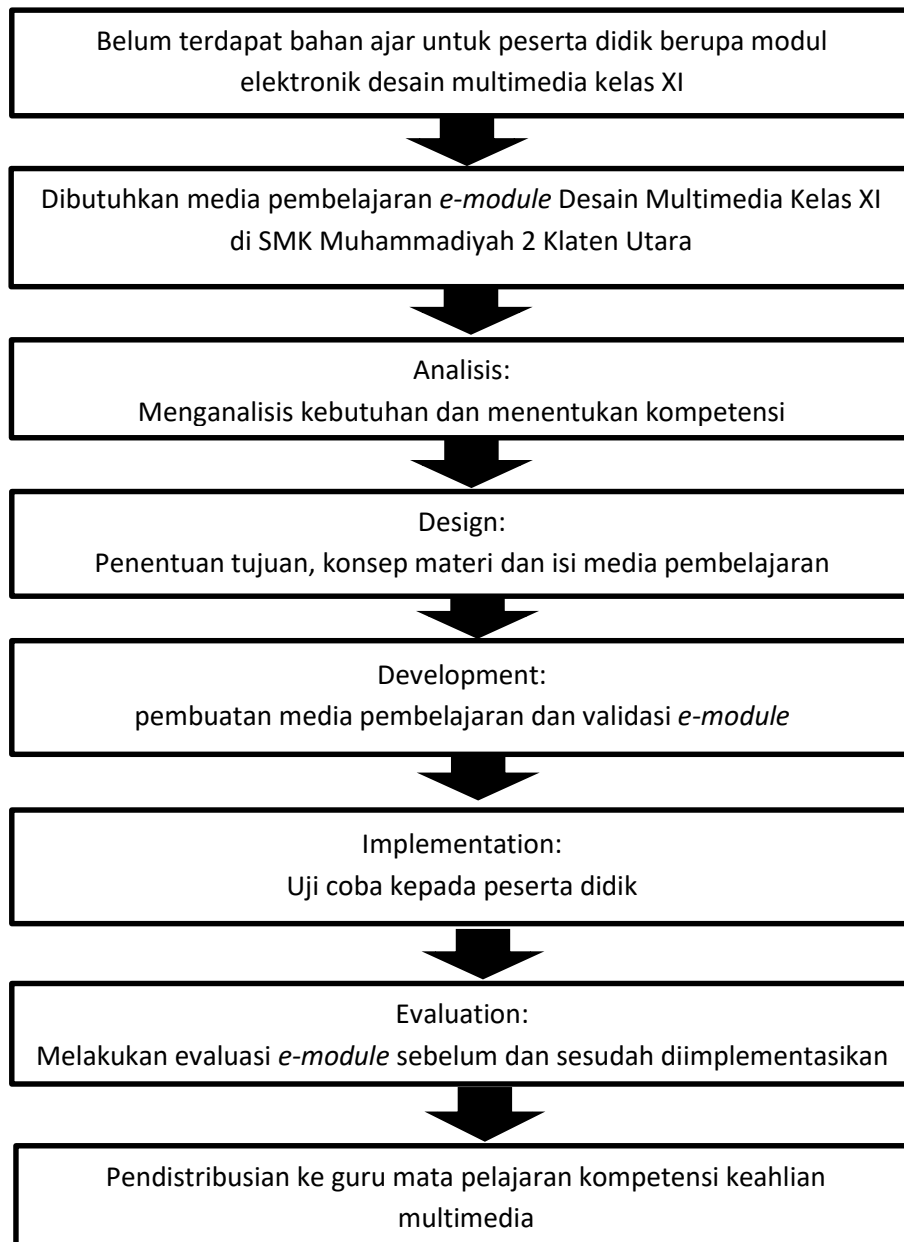 Belum terdapat bahan ajar untuk peserta didik berupa modul
elektronik desain multimedia kelas XI
Dibutuhkan media pembelajaran e-module Desain Multimedia Kelas XI
di SMK Muhammadiyah 2 Klaten Utara
Analisis:
Menganalisis kebutuhan dan menentukan kompetensi
Design:
Penentuan tujuan, konsep materi dan isi media pembelajaran
Development:
pembuatan media pembelajaran dan validasi e-module
Implementation:
Uji coba kepada peserta didik
Evaluation:
Melakukan evaluasi e-module sebelum dan sesudah diimplementasikan
Pendistribusian ke guru mata pelajaran kompetensi keahlian
multimedia